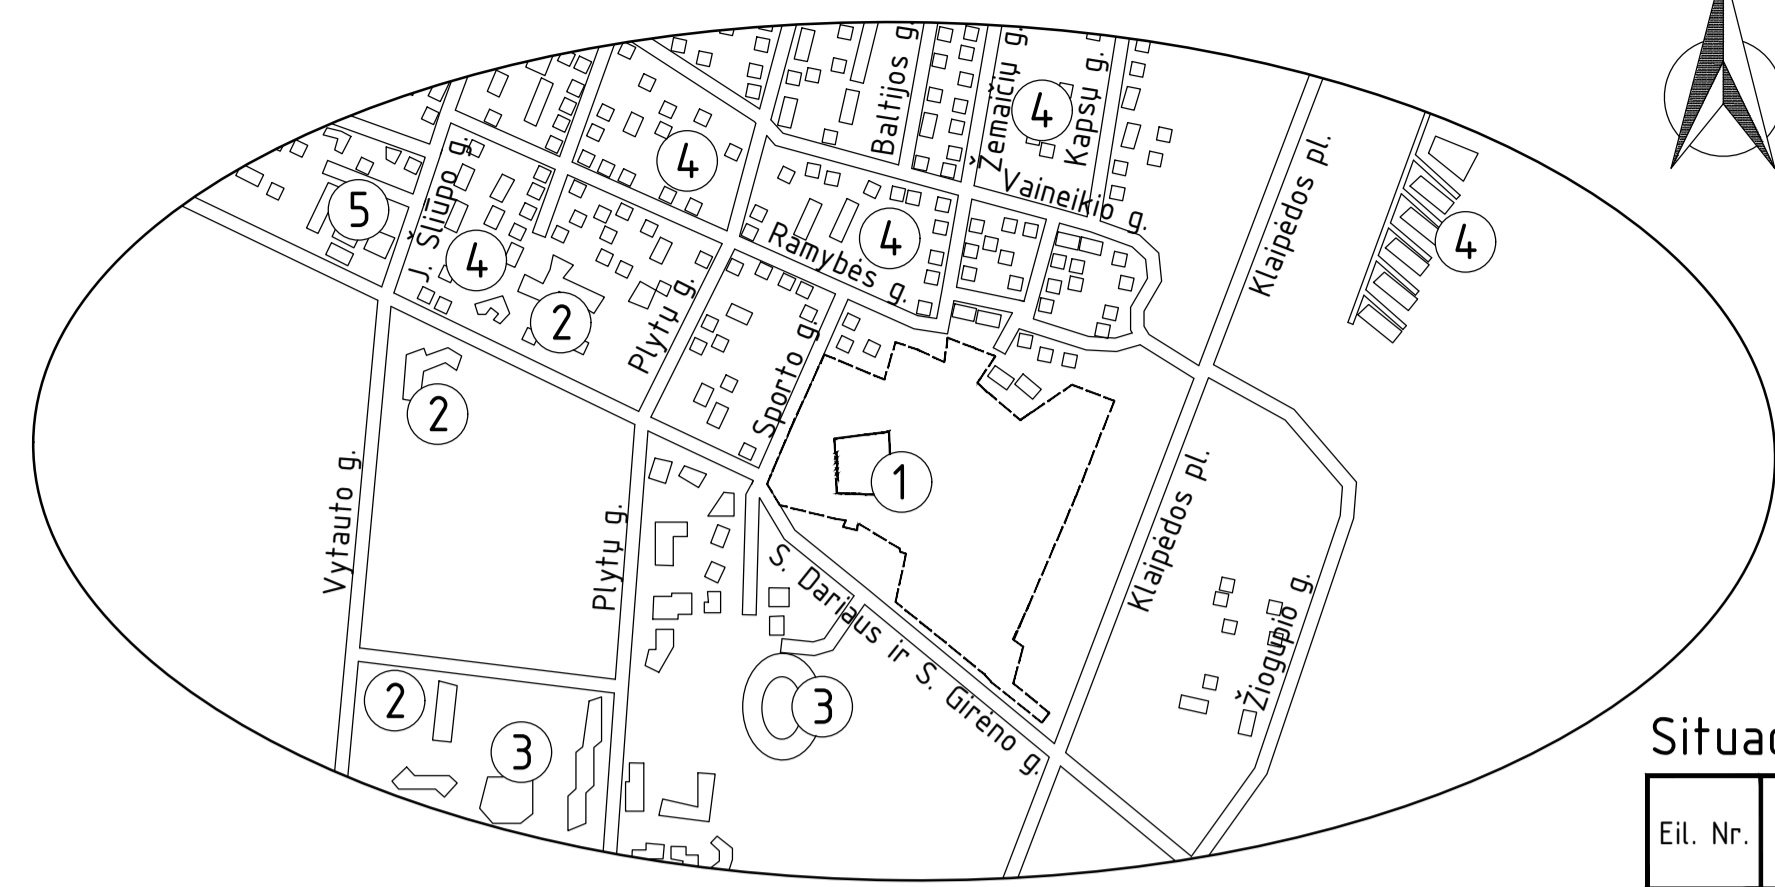 Baltijos g.
Žemaičių g.
Kapsų g.
4
4
Vaineikio g.
Klaipėdos pl.
5
J. Šliūpo g.
4
4
Ramybės g.
4
2
Plytų g.
Sporto g.
2
1
Vytauto g.
Plytų g.
Klaipėdos pl.
S. Dariaus ir S. Girėno g.
Žiogupio g.
2
3
3
Eil. Nr.